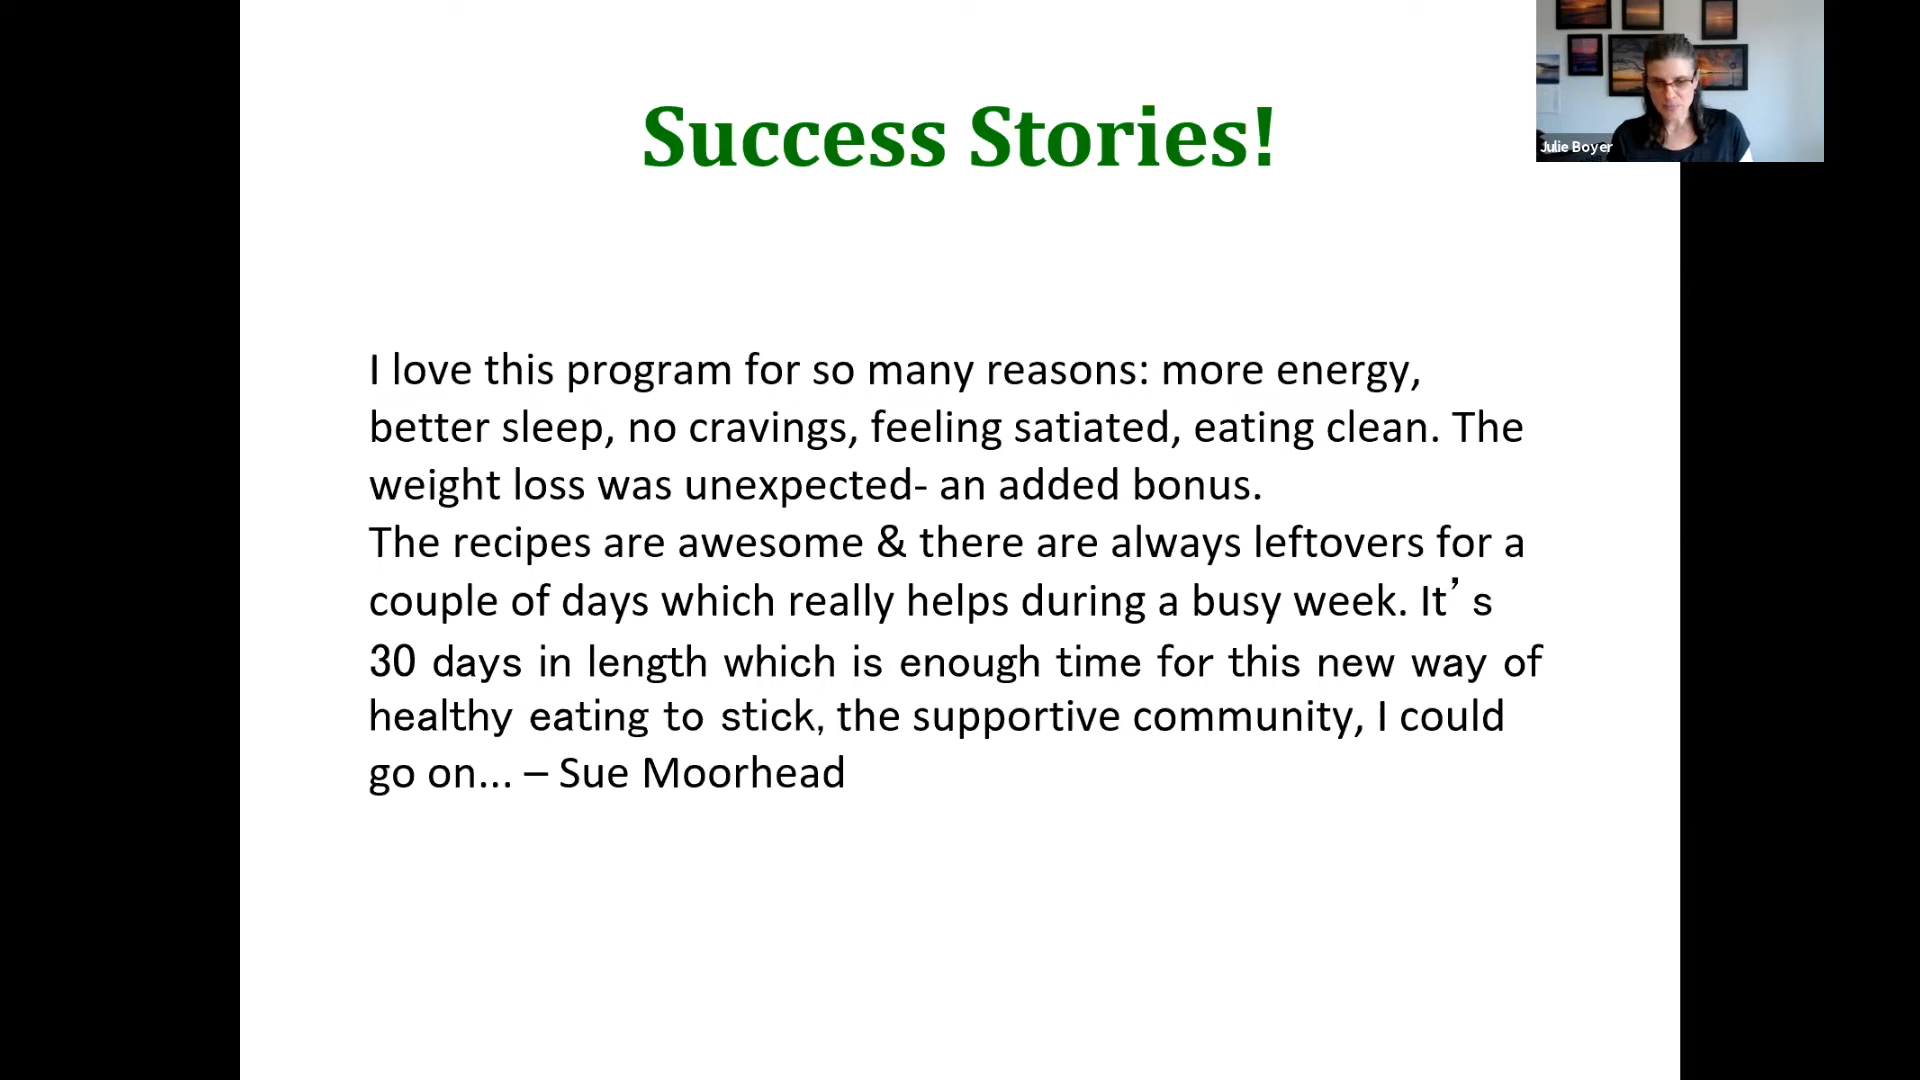 Success Stories!
Julie Boyer
I love this program for so many reasons: more energy,
better sleep, no cravings, feeling satiated, eating clean. The
weight loss was unexpected- an added bonus.
The recipes are awesome & there are always leftovers for a
couple of days which really helps during a busy week. It’s
30 days in length which is enough time for this new way of
healthy eating to stick, the supportive community, I could
go on... – Sue Moorhead